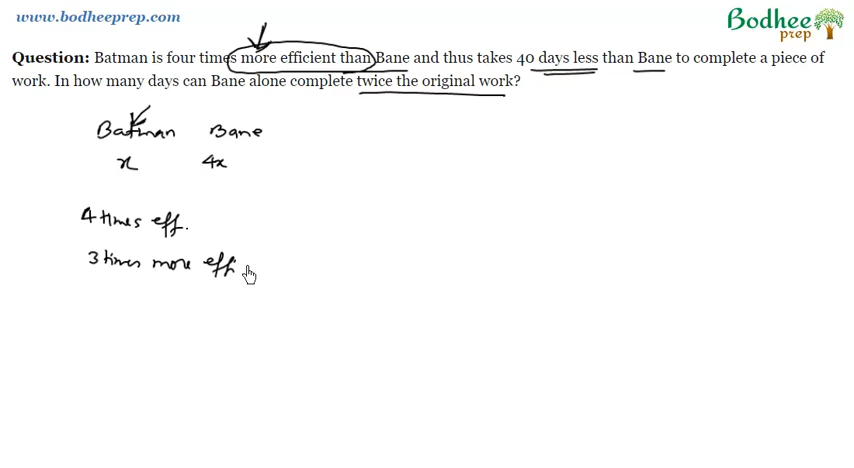 www.bodheeprep.com
Bodhee
prep
Question: Batman is four times more efficient than Bane and thus takes 40 days less than Bane to complete a piece of
work. In how many days can Bane alone complete twice the original work?
Batman Bane
x 4x
4 times eff.
3 times more effi